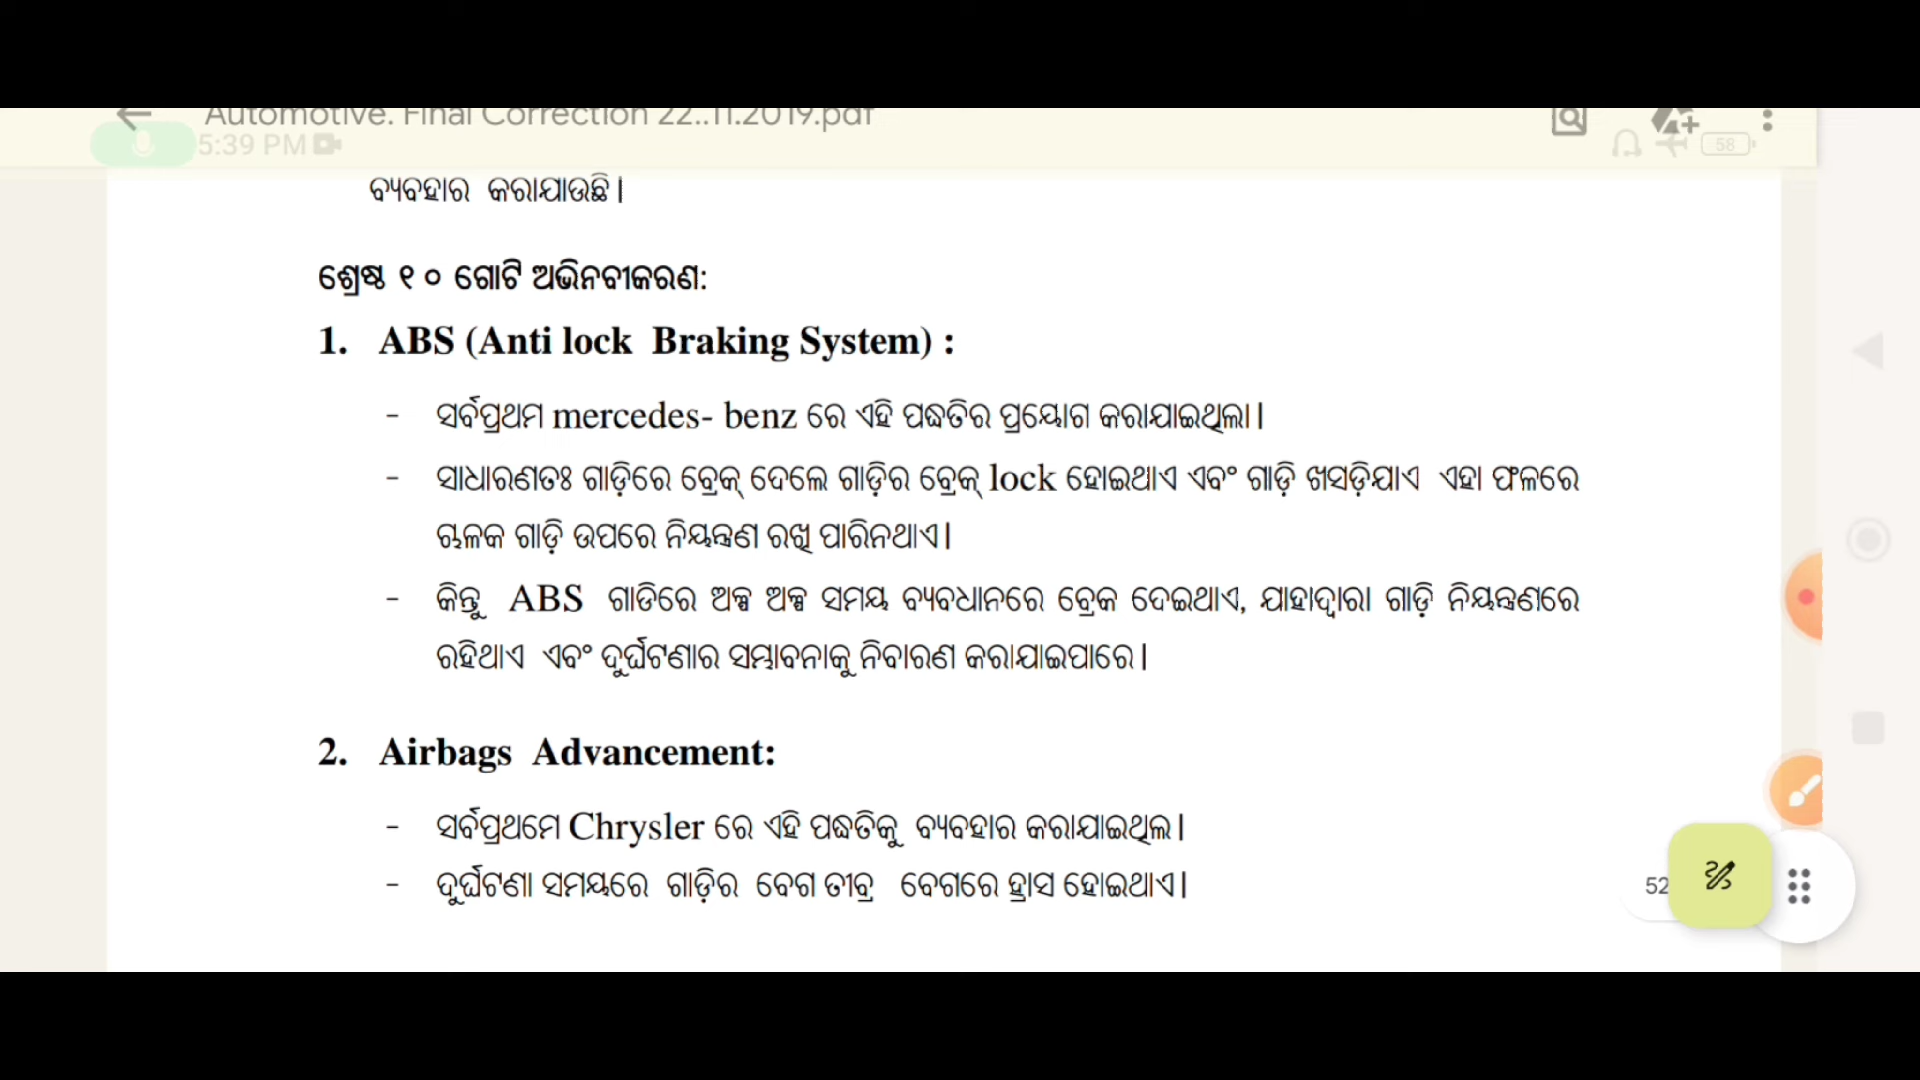 Automotive. Final Correction 22..11.2019.pdf
5:39 PM
58
ବ୍ୟବହାର କରାଯାଉଛି।
ଶ୍ରେଷ୍ଠ ୧୦ ଗୋଟି ଅଭିନବୀକରଣ:
1. ABS (Anti lock Braking System) :
- ସର୍ବପ୍ରଥମ mercedes- benz ରେ ଏହି ପଦ୍ଧତିର ପ୍ରୟୋଗ କରାଯାଇଥିଲା।
- ସାଧାରଣତଃ ଗାଡ଼ିରେ ବ୍ରେକ୍ ଦେଲେ ଗାଡ଼ିର ବ୍ରେକ୍ lock ହୋଇଥାଏ ଏବଂ ଗାଡ଼ି ଖସଡ଼ିଯାଏ ଏହା ଫଳରେ
ଚାଳକ ଗାଡ଼ି ଉପରେ ନିୟନ୍ତ୍ରଣ ରଖି ପାରିନଥାଏ।
- କିନ୍ତୁ ABS ଗାଡିରେ ଅଳ୍ପ ଅଳ୍ପ ସମୟ ବ୍ୟବଧାନରେ ବ୍ରେକ ଦେଇଥାଏ, ଯାହାଦ୍ୱାରା ଗାଡ଼ି ନିୟନ୍ତ୍ରଣରେ
ରହିଥାଏ ଏବଂ ଦୁର୍ଘଟଣାର ସମ୍ଭାବନାକୁ ନିବାରଣ କରାଯାଇପାରେ।
2. Airbags Advancement:
- ସର୍ବପ୍ରଥମେ Chrysler ରେ ଏହି ପଦ୍ଧତିକୁ ବ୍ୟବହାର କରାଯାଇଥିଲା।
- ଦୁର୍ଘଟଣା ସମୟରେ ଗାଡ଼ିର ବେଗ ତୀବ୍ର ବେଗରେ ହ୍ରାସ ହୋଇଥାଏ।
52